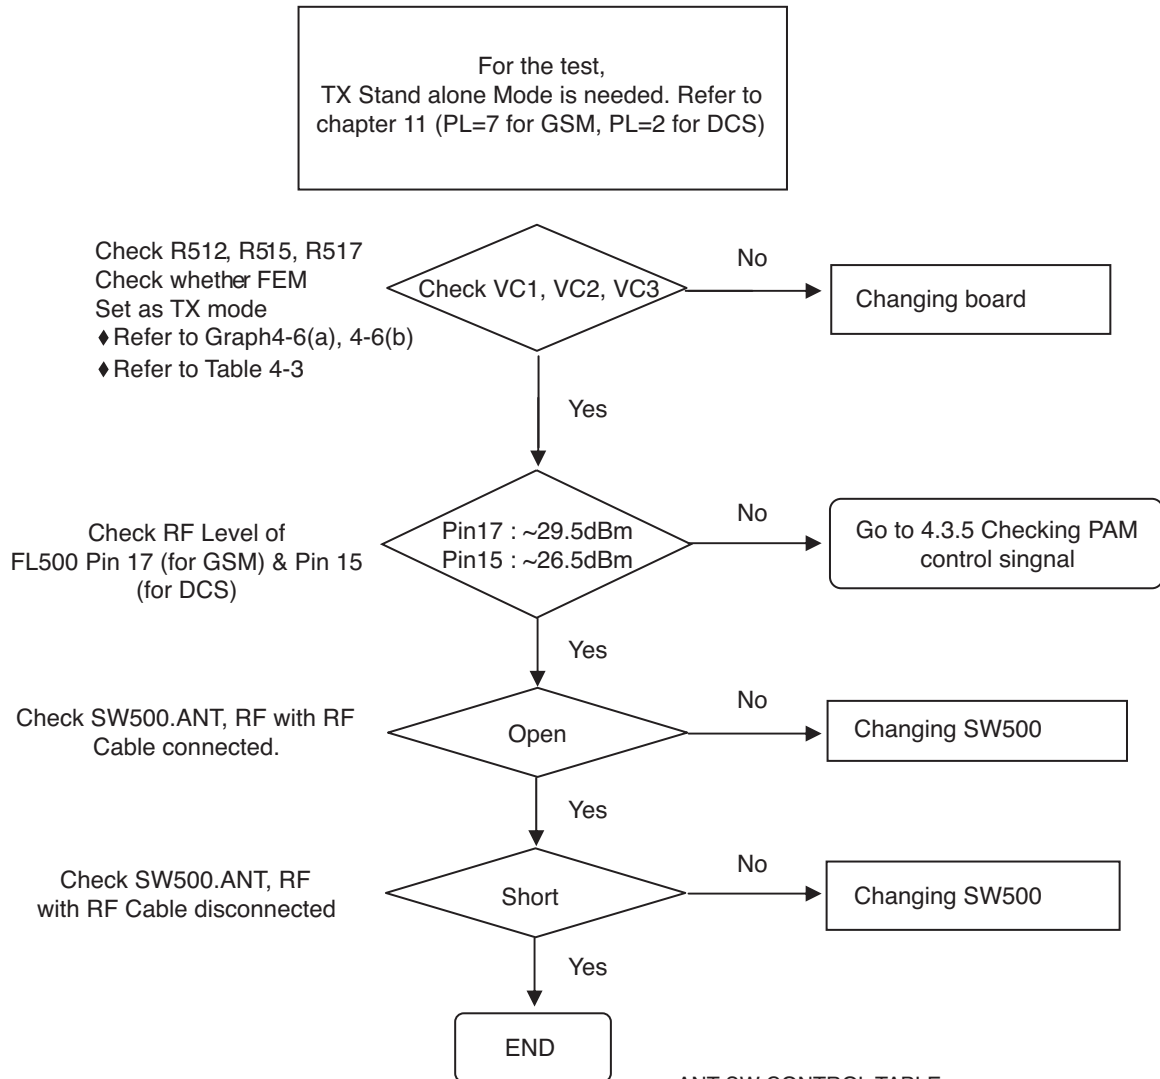 For the test,
TX Stand alone Mode is needed. Refer to
chapter 11 (PL=7 for GSM, PL=2 for DCS)
Check R512, R515, R517
Check whether FEM
Set as TX mode
♦Refer to Graph4-6(a), 4-6(b)
♦Refer to Table 4-3
Check VC1, VC2, VC3
No
Changing board
Yes
Check RF Level of
FL500 Pin 17 (for GSM) & Pin 15
(for DCS)
Pin17 : ~29.5dBm
Pin15 : ~26.5dBm
No
Go to 4.3.5 Checking PAM
control singnal
Yes
Check SW500.ANT, RF with RF
Cable connected.
Open
No
Changing SW500
Yes
Check SW500.ANT, RF
with RF Cable disconnected
Short
No
Changing SW500
Yes
END
ANT SW CONTROL TABLE